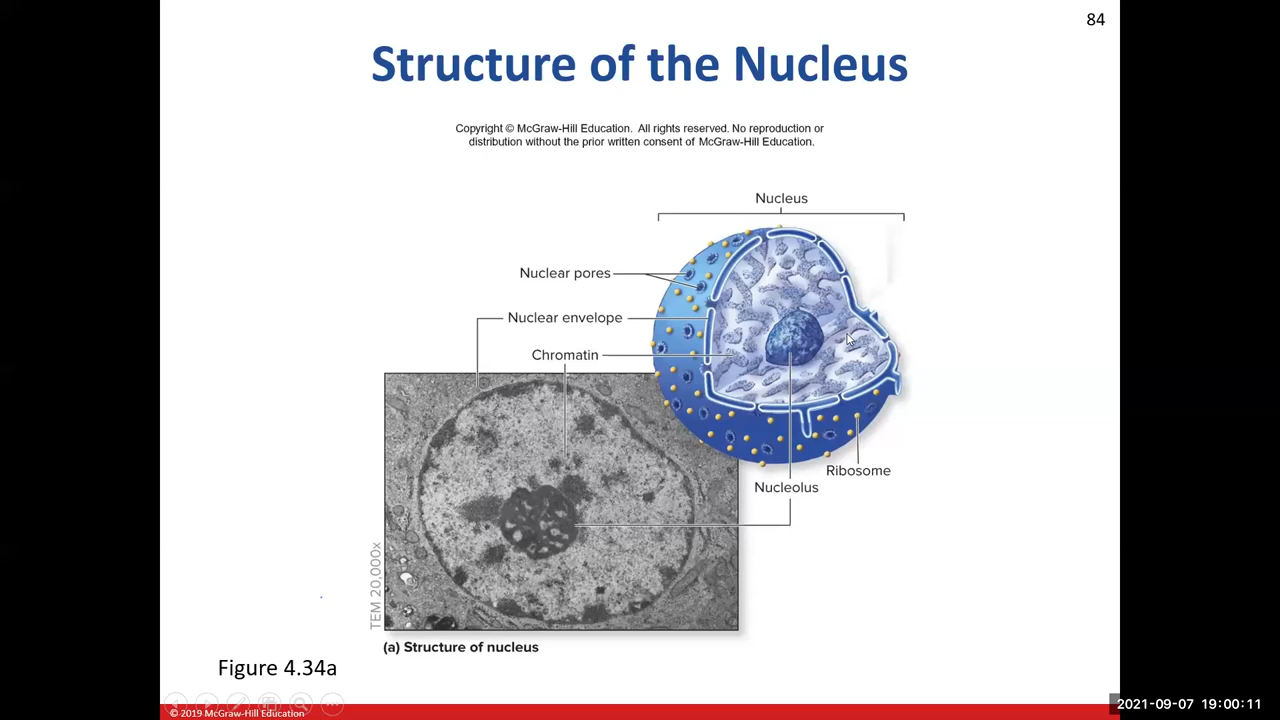 84
Structure of the Nucleus
Copyright © McGraw-Hill Education. All rights reserved. No reproduction or
distribution without the prior written consent of McGraw-Hill Education.
Nucleus
Nuclear pores
Nuclear envelope
Chromatin
Ribosome
Nucleolus
TEM 20,000x
(a) Structure of nucleus
Figure 4.34a
© 2019 McGraw-Hill Education
2021-09-07 19:00:11